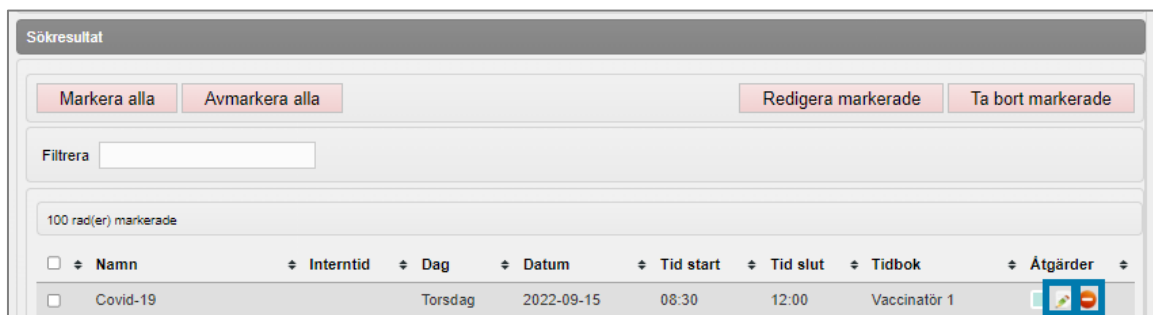 Sökresultat
Markera alla Avmarkera alla Redigera markerade Ta bort markerade
Filtrera
100 rad(er) markerade
Namn Interntid Dag Datum Tid start Tid slut Tidbok Åtgärder
Covid-19 Torsdag 2022-09-15 08:30 12:00 Vaccinatör 1